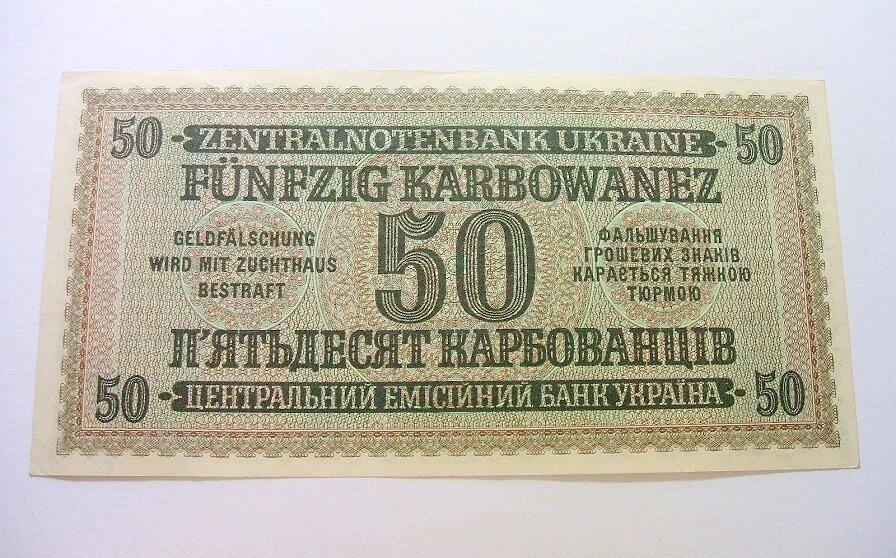 50 ZENTRALNOTENBANK UKRAINE 50
FÜNFZIG KARBOWANEZ
GELDFÄLSCHUNG
WIRD MIT ZUCHTHAUS
BESTRAFT
50
ФАЛЬШУВАННЯ
ГРОШЕВИХ ЗНАКІВ
КАРАЄТЬСЯ ТЯЖКОЮ
ТЮРМОЮ
П'ЯТЬДЕСЯТ КАРБОВАНЦІВ
50 ЦЕНТРАЛЬНИЙ ЕМІСІЙНИЙ БАНК УКРАЇНА 50